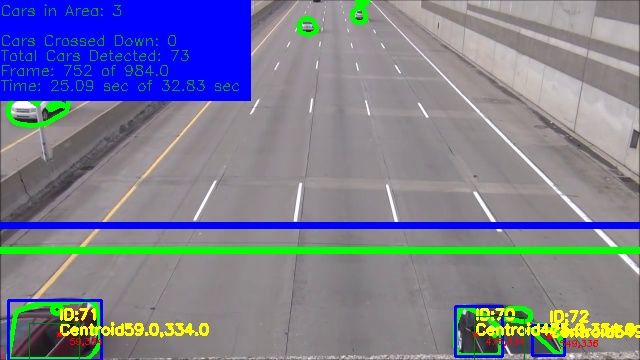 Cars in Area: 3
Cars Crossed Down: 0
Total Cars Detected: 73
Frame: 752 of 984.0
Time: 25.09 sec of 32.83 sec
ID:71
Centroid59.0,334.0
ID:70
ID:72